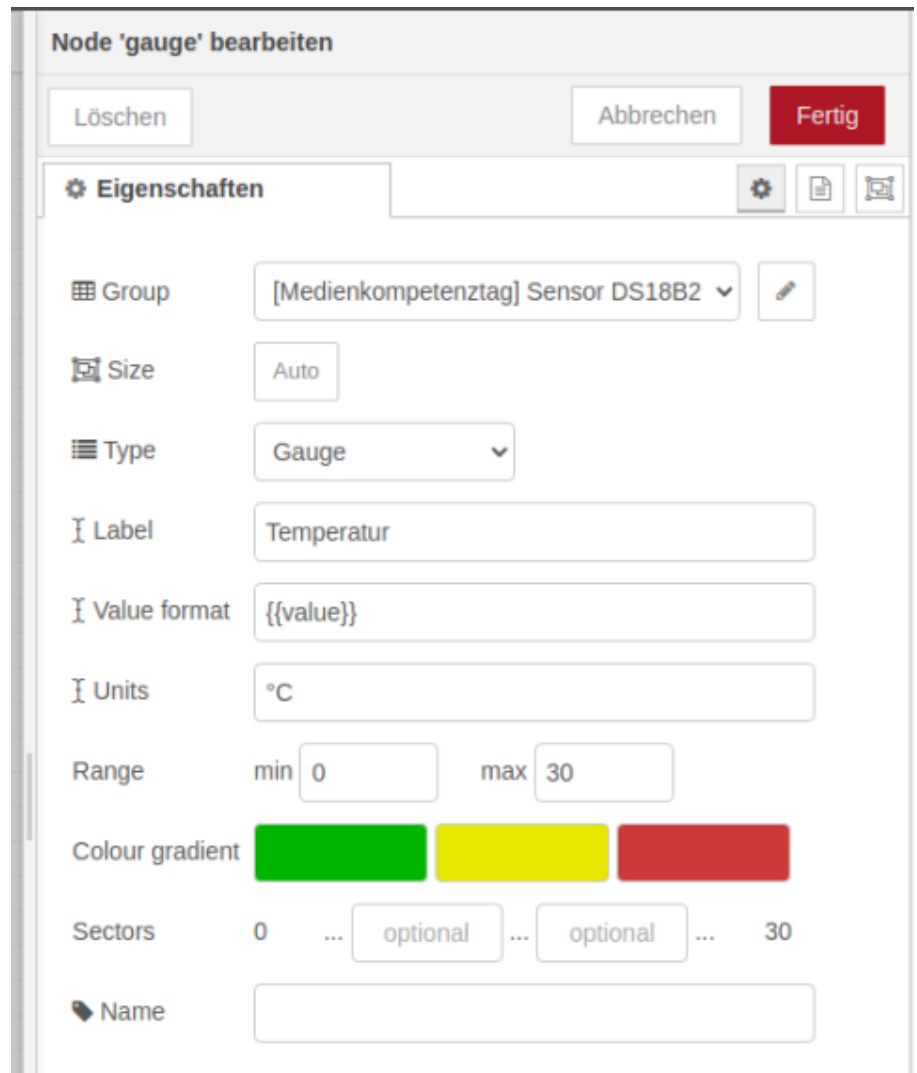 Node 'gauge' bearbeiten
Löschen Abbrechen Fertig
Eigenschaften
Group [Medienkompetenztag] Sensor DS18B2
Size Auto
Type Gauge
Label Temperatur
Value format {{value}}
Units °C
Range min 0 max 30
Colour gradient
Sectors 0 ... optional ... optional ... 30
Name